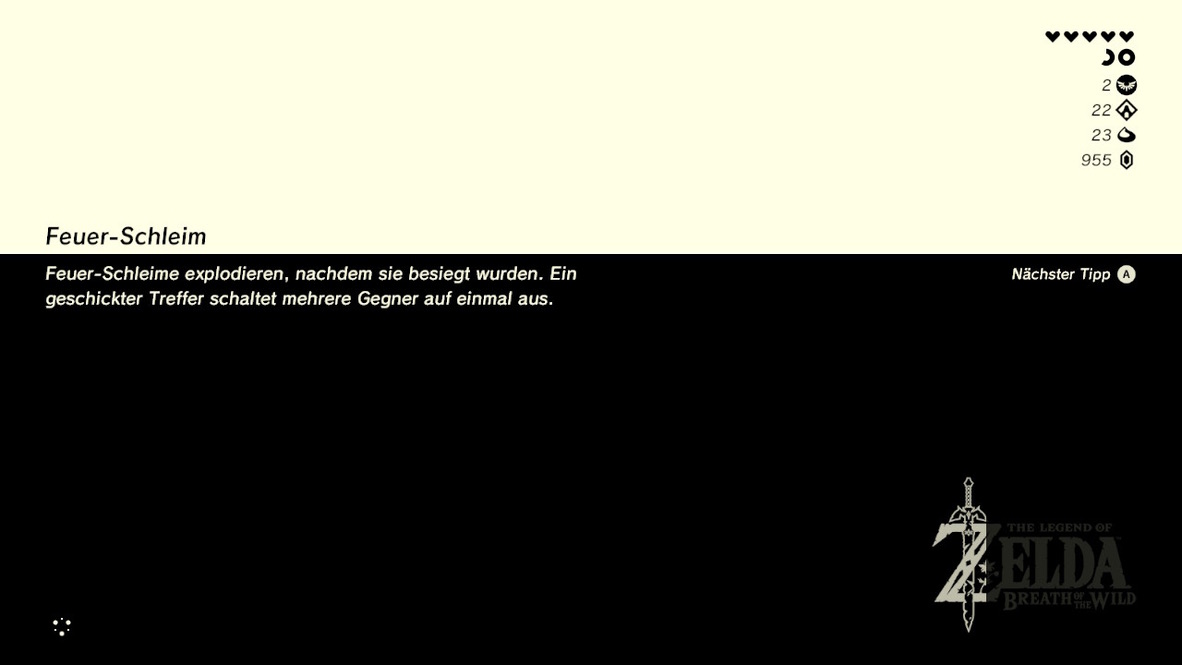 2
22
23
955
Feuer-Schleim
Feuer-Schleime explodieren, nachdem sie besiegt wurden. Ein
geschickter Treffer schaltet mehrere Gegner auf einmal aus.
Nächster Tipp A
THE LEGEND OF
ZELDA
BREATH OF THE WILD